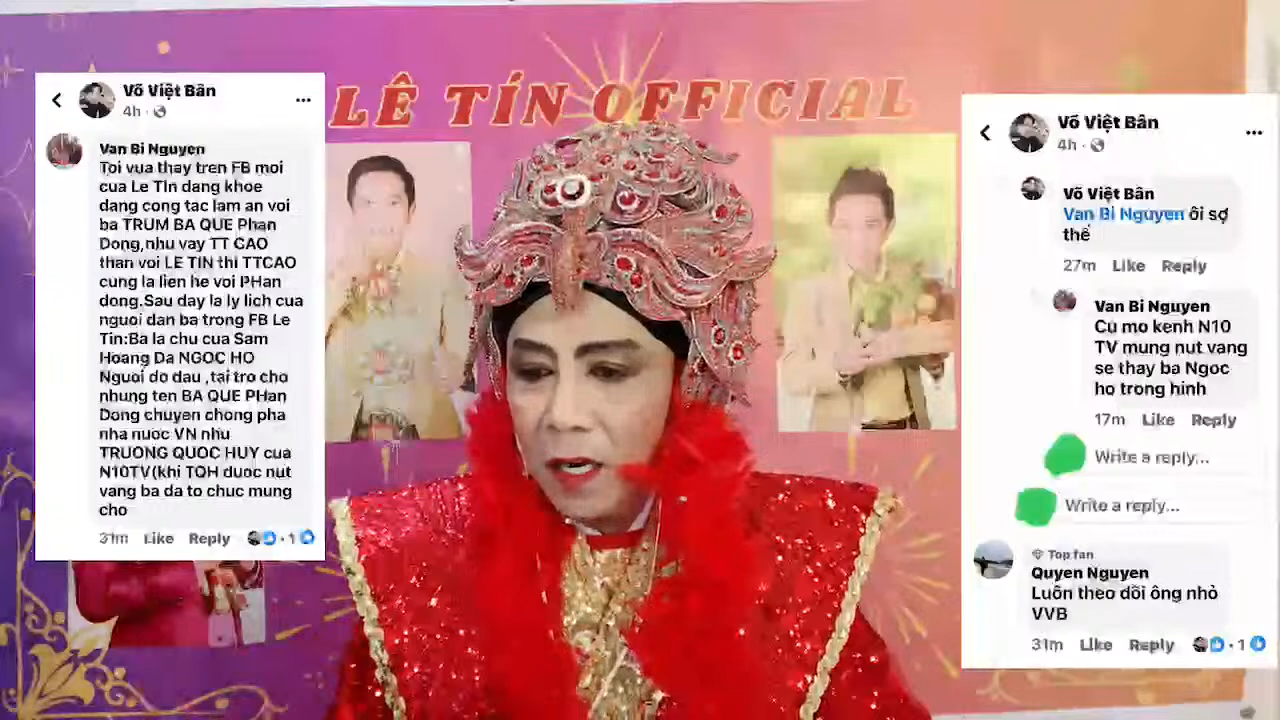 LÊ TÍN OFFICIAL
Võ Việt Bân
4h
Van Bi Nguyen
Toi vua thay tren FB moi
cua Le TIn dang khoe
dang cong tac lam an voi
ba TRUM BA QUE Phan
Dong,nhu vay TT CAO
than voi LE TIN thi TTCAO
cung la lien he voi PHan
dong.Sau day la ly lich cua
nguoi dan ba trong FB Le
Tin:Ba la chu cua Sam
Hoang Da NGOC HO
Nguoi do dau ,tai tro cho
nhung ten BA QUE PHan
Dong chuyen chong pha
nha nuoc VN nhu
TRUONG QUOC HUY cua
N10TV(khi TQH duoc nut
vang ba da to chuc mung
cho
31m Like Reply 1
Võ Việt Bân
4h
Võ Việt Bân
Van Bi Nguyen ôi sợ
thế
27m Like Reply
Van Bi Nguyen
Cu mo kenh N10
TV mung nut vang
se thay ba Ngoc
ho trong hinh
17m Like Reply
Write a reply...
Write a reply...
Top fan
Quyen Nguyen
Luôn theo dõi ông nhỏ
VVB
31m Like Reply 1